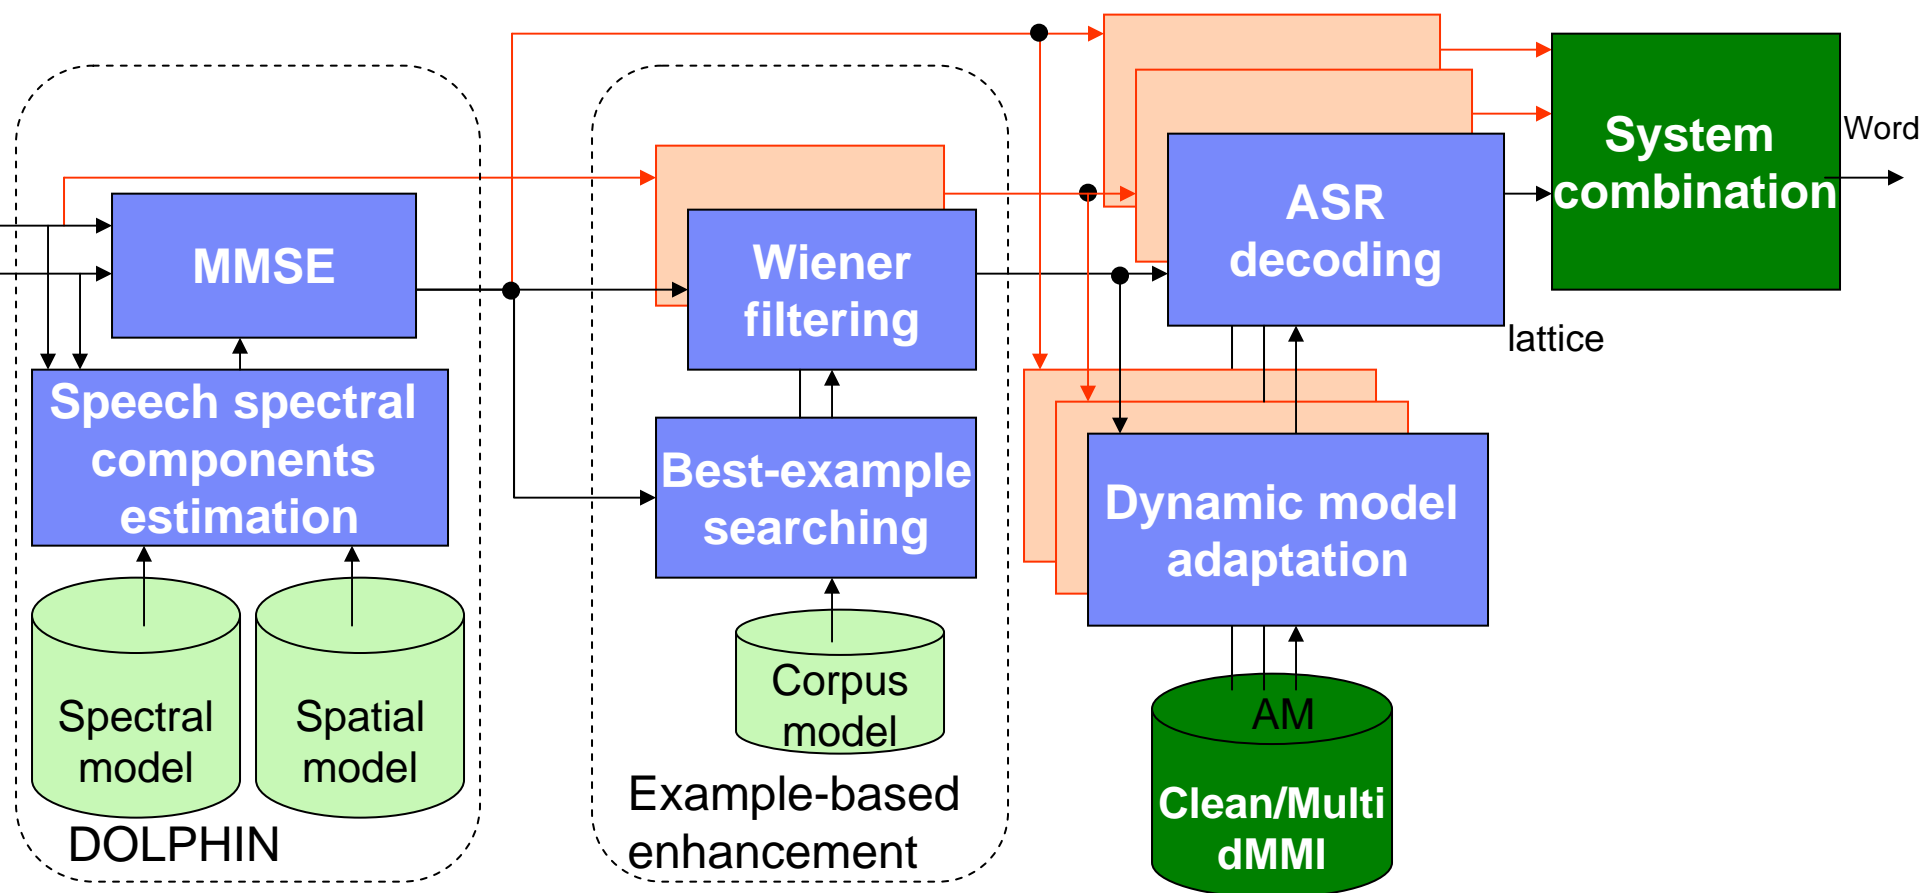 MMSE
Speech spectral
components
estimation
Spectral
model
Spatial
model
DOLPHIN
Wiener
filtering
Best-example
searching
Corpus
model
Example-based
enhancement
ASR
decoding
lattice
Dynamic model
adaptation
AM
Clean/Multi
dMMI
System
combination
Word